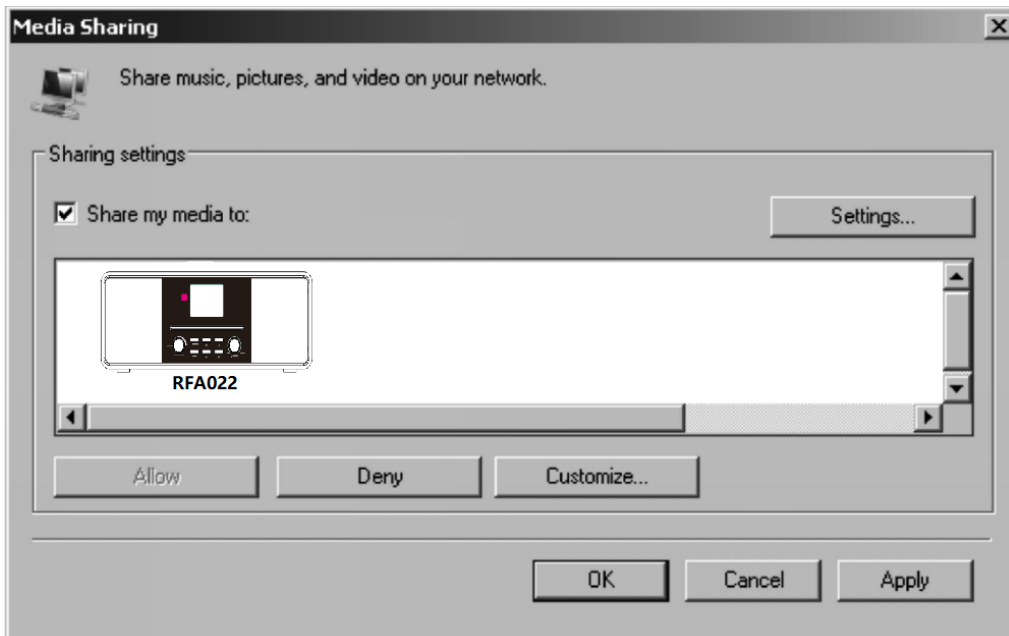 Media Sharing
Share music, pictures, and video on your network.
Sharing settings
Share my media to:
Settings...
RFA022
Allow
Deny
Customize...
OK
Cancel
Apply